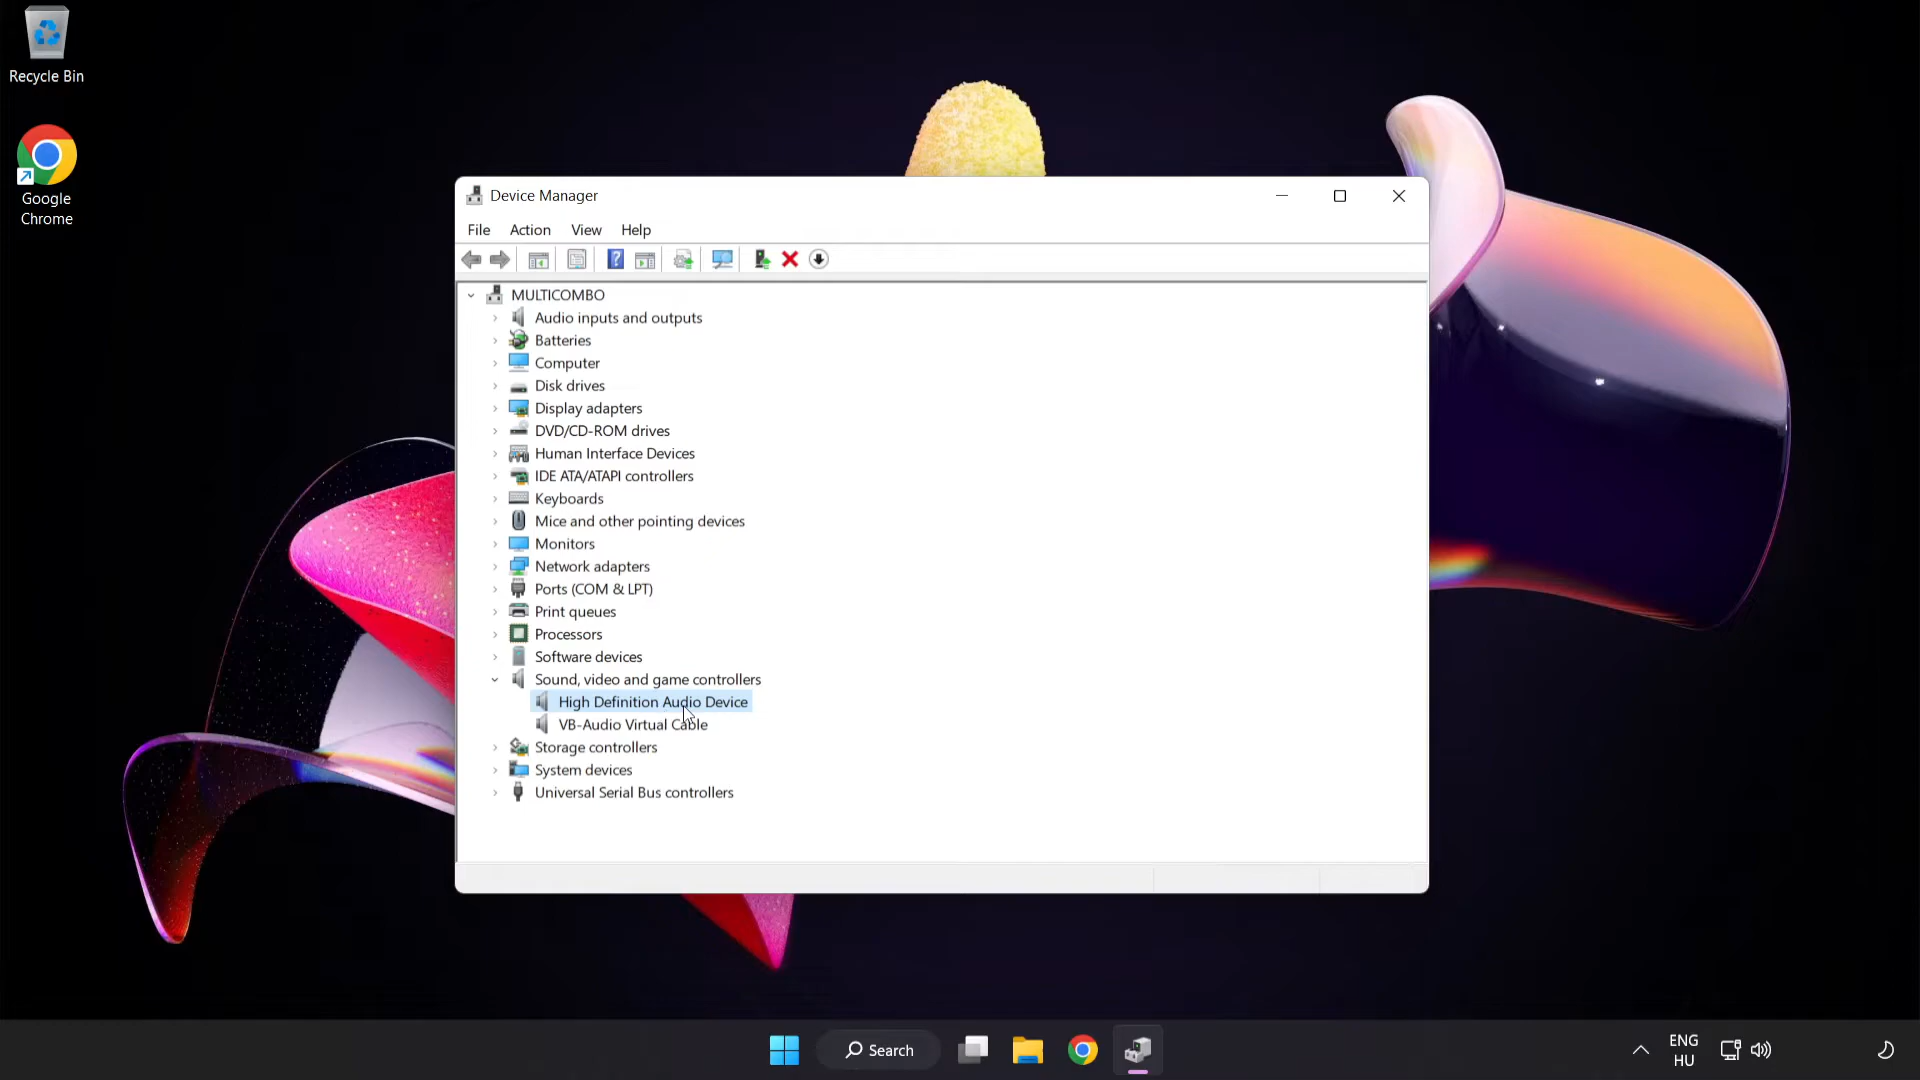 Recycle Bin
Google
Chrome
Device Manager
File Action View Help
MULTICOMBO
Audio inputs and outputs
Batteries
Computer
Disk drives
Display adapters
DVD/CD-ROM drives
Human Interface Devices
IDE ATA/ATAPI controllers
Keyboards
Mice and other pointing devices
Monitors
Network adapters
Ports (COM & LPT)
Print queues
Processors
Software devices
Sound, video and game controllers
High Definition Audio Device
VB-Audio Virtual Cable
Storage controllers
System devices
Universal Serial Bus controllers
Search
ENG
HU